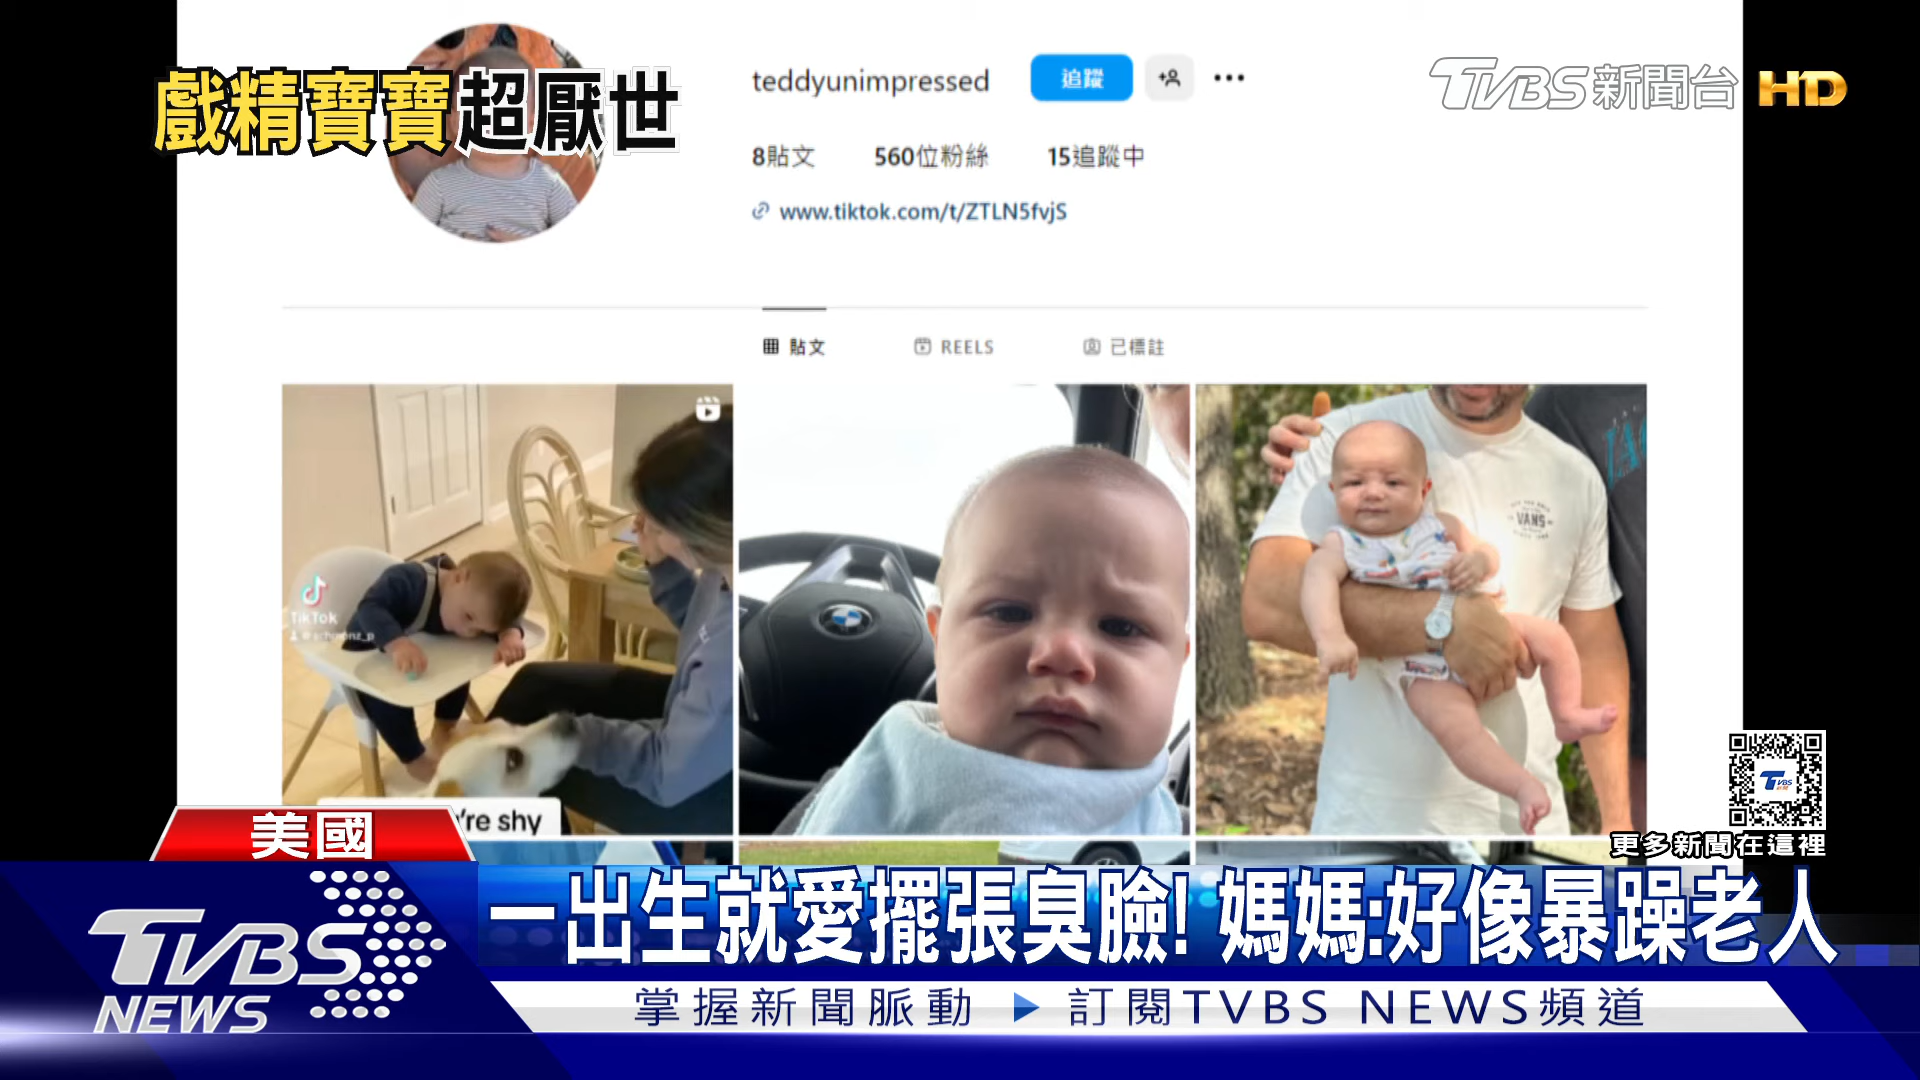 戲精寶寶超厭世
teddyunimpressed
追蹤
8貼文 560位粉絲 15追蹤中
www.tiktok.com/t/ZTLN5fvjS
TVBS新聞台 HD
貼文 REELS 已標註
TikTok
're shy
VANS
TVBS
更多新聞在這裡
美國
一出生就愛擺張臭臉! 媽媽:好像暴躁老人
TVBS
NEWS
掌握新聞脈動 訂閱TVBS NEWS頻道